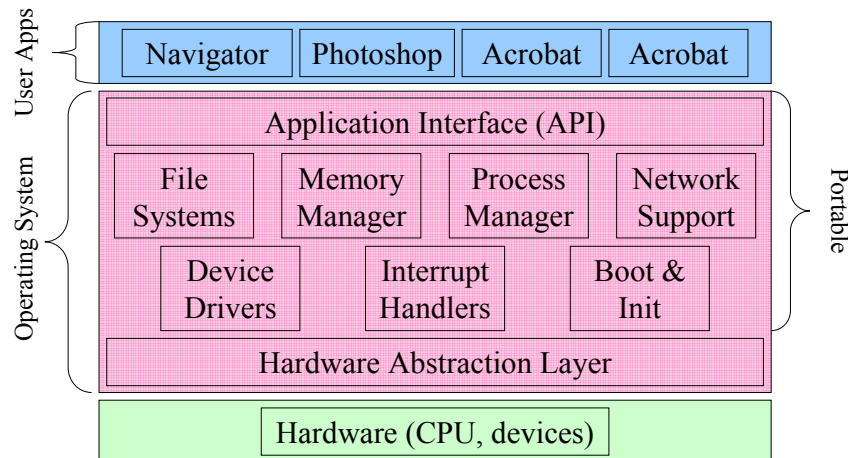 User Apps
Navigator
Photoshop
Acrobat
Acrobat
Operating System
Application Interface (API)
File
Systems
Memory
Manager
Process
Manager
Network
Support
Portable
Device
Drivers
Interrupt
Handlers
Boot &
Init
Hardware Abstraction Layer
Hardware (CPU, devices)